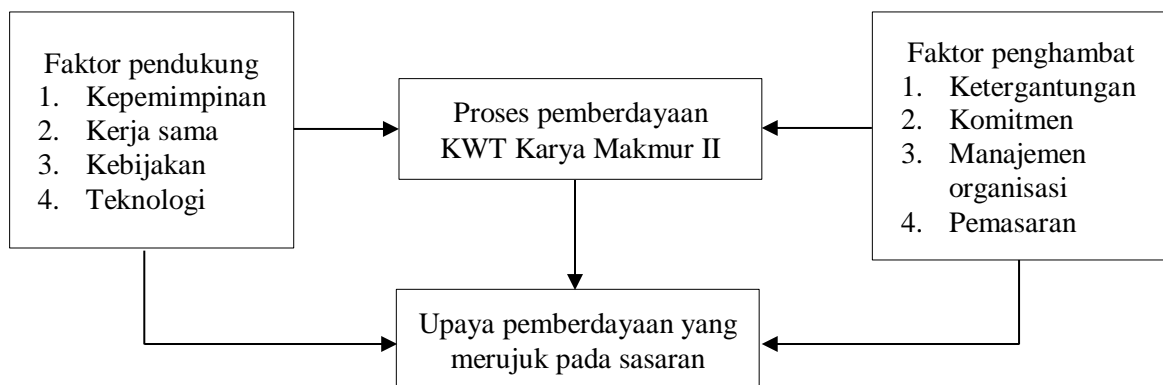 Faktor pendukung
1. Kepemimpinan
2. Kerja sama
3. Kebijakan
4. Teknologi
Proses pemberdayaan
KWT Karya Makmur II
Faktor penghambat
1. Ketergantungan
2. Komitmen
3. Manajemen
organisasi
4. Pemasaran
Upaya pemberdayaan yang
merujuk pada sasaran